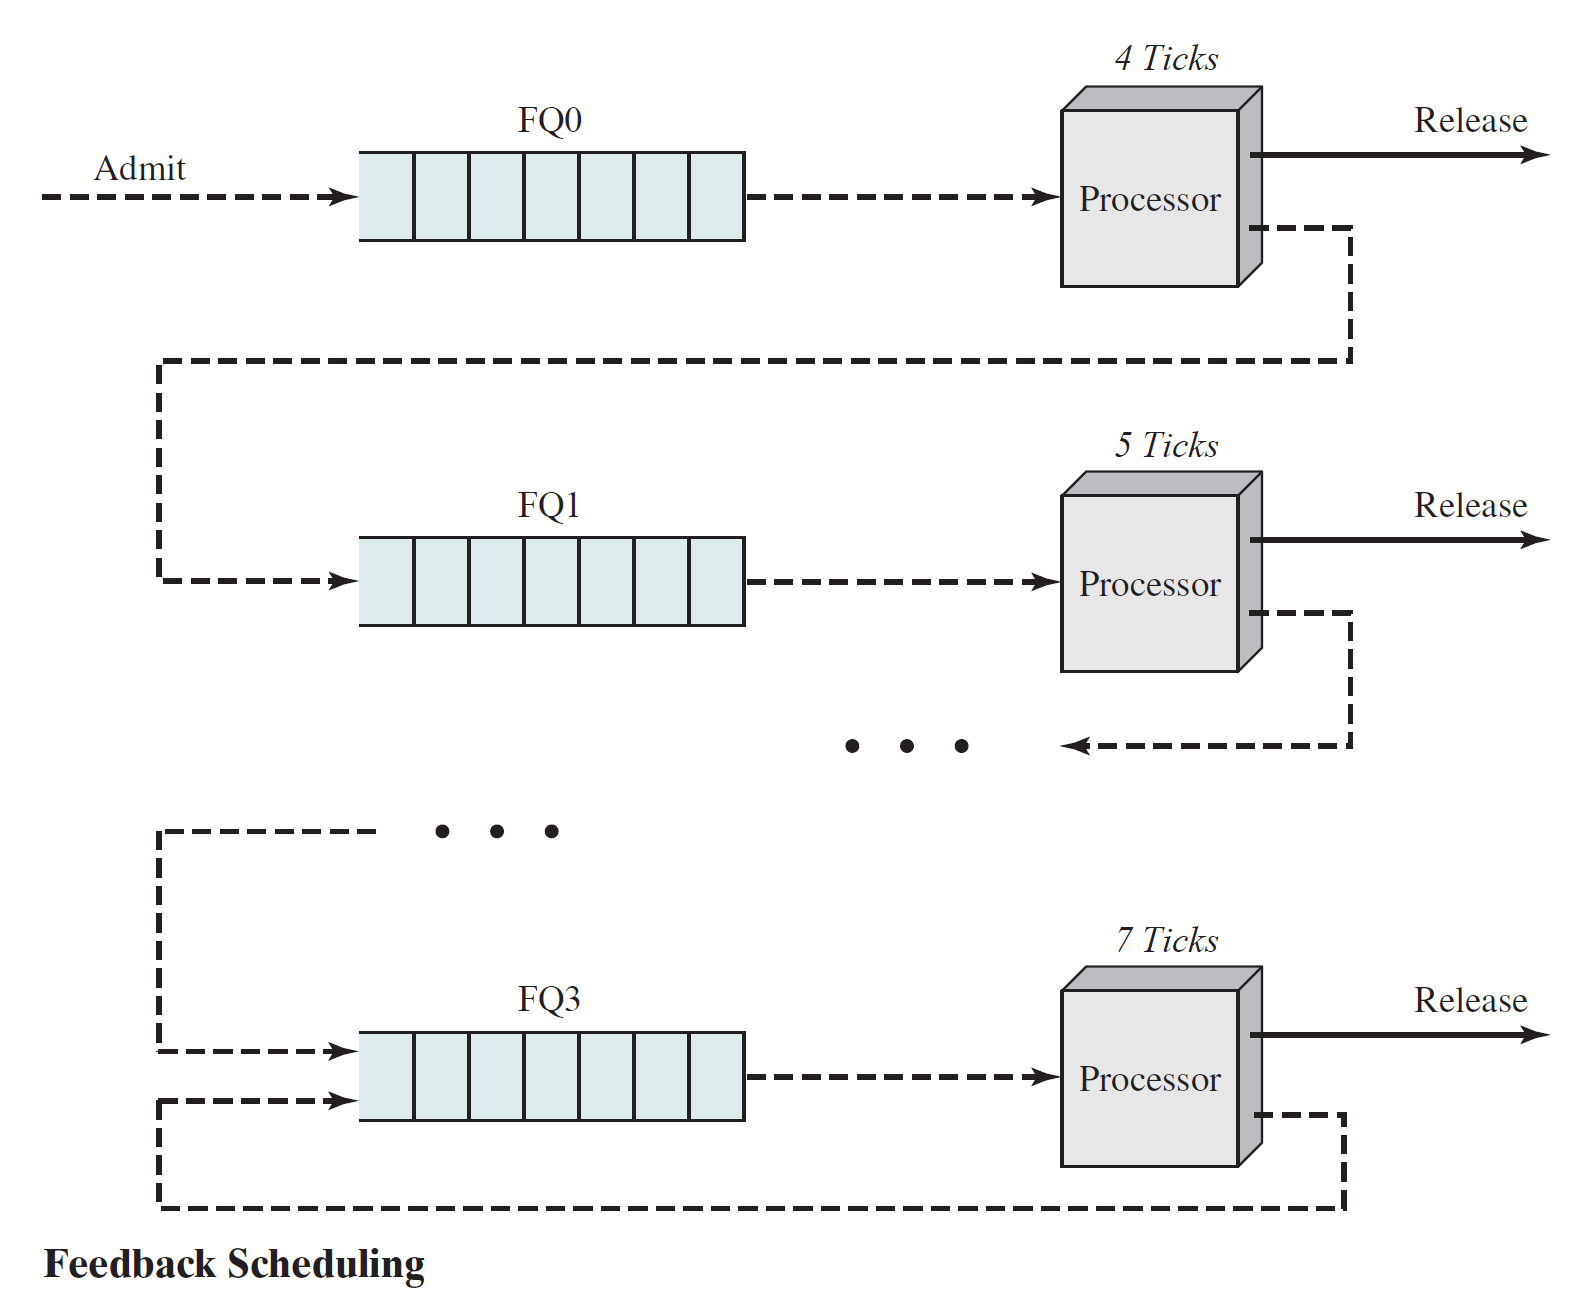 4 Ticks
FQ0
Release
Admit
Processor
5 Ticks
FQ1
Release
Processor
7 Ticks
FQ3
Release
Processor
Feedback Scheduling